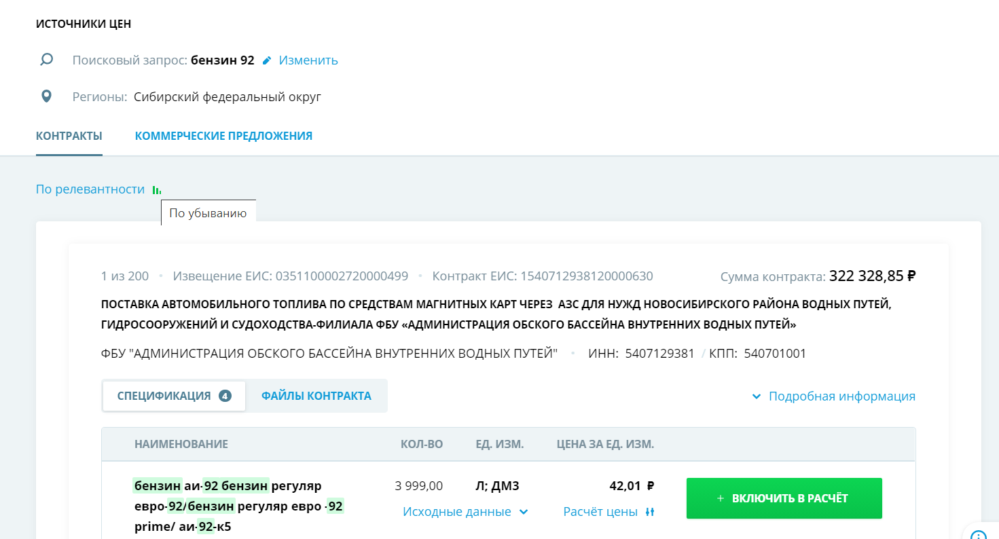 ИСТОЧНИКИ ЦЕН
Поисковый запрос: бензин 92 Изменить
Регионы: Сибирский федеральный округ
КОНТРАКТЫ КОММЕРЧЕСКИЕ ПРЕДЛОЖЕНИЯ
По релевантности
По убыванию
1 из 200 • Извещение ЕИС: 0351100002720000499 • Контракт ЕИС: 1540712938120000630 Сумма контракта: 322 328,85 ₽
ПОСТАВКА АВТОМОБИЛЬНОГО ТОПЛИВА ПО СРЕДСТВАМ МАГНИТНЫХ КАРТ ЧЕРЕЗ АЗС ДЛЯ НУЖД НОВОСИБИРСКОГО РАЙОНА ВОДНЫХ ПУТЕЙ,
ГИДРОСООРУЖЕНИЙ И СУДОХОДСТВА-ФИЛИАЛА ФБУ «АДМИНИСТРАЦИЯ ОБСКОГО БАССЕЙНА ВНУТРЕННИХ ВОДНЫХ ПУТЕЙ»
ФБУ "АДМИНИСТРАЦИЯ ОБСКОГО БАССЕЙНА ВНУТРЕННИХ ВОДНЫХ ПУТЕЙ" • ИНН: 5407129381 / КПП: 540701001
СПЕЦИФИКАЦИЯ 4 ФАЙЛЫ КОНТРАКТА Подробная информация
НАИМЕНОВАНИЕ КОЛ-ВО ЕД. ИЗМ. ЦЕНА ЗА ЕД. ИЗМ.
бензин аи-92 бензин регуляр 3 999,00 Л; ДМ3 42,01 ₽
+ ВКЛЮЧИТЬ В РАСЧЁТ
евро-92/бензин регуляр евро -92 Исходные данные Расчёт цены
prime/ аи-92-к5